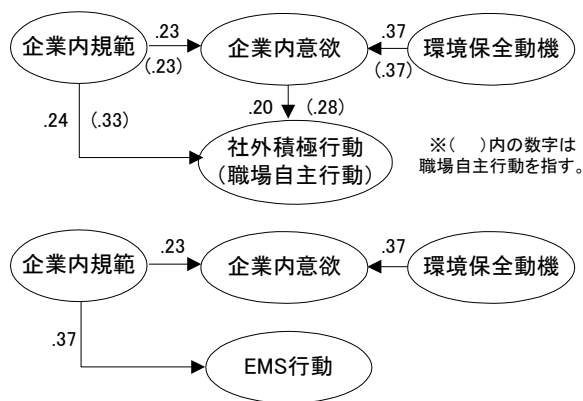 企業内規範
.23
(.23)
企業内意欲
.37
(.37)
環境保全動機
.24
(.33)
.20
(.28)
社外積極行動
(職場自主行動)
※( )内の数字は
職場自主行動を指す。
企業内規範
.23
企業内意欲
.37
環境保全動機
.37
EMS行動